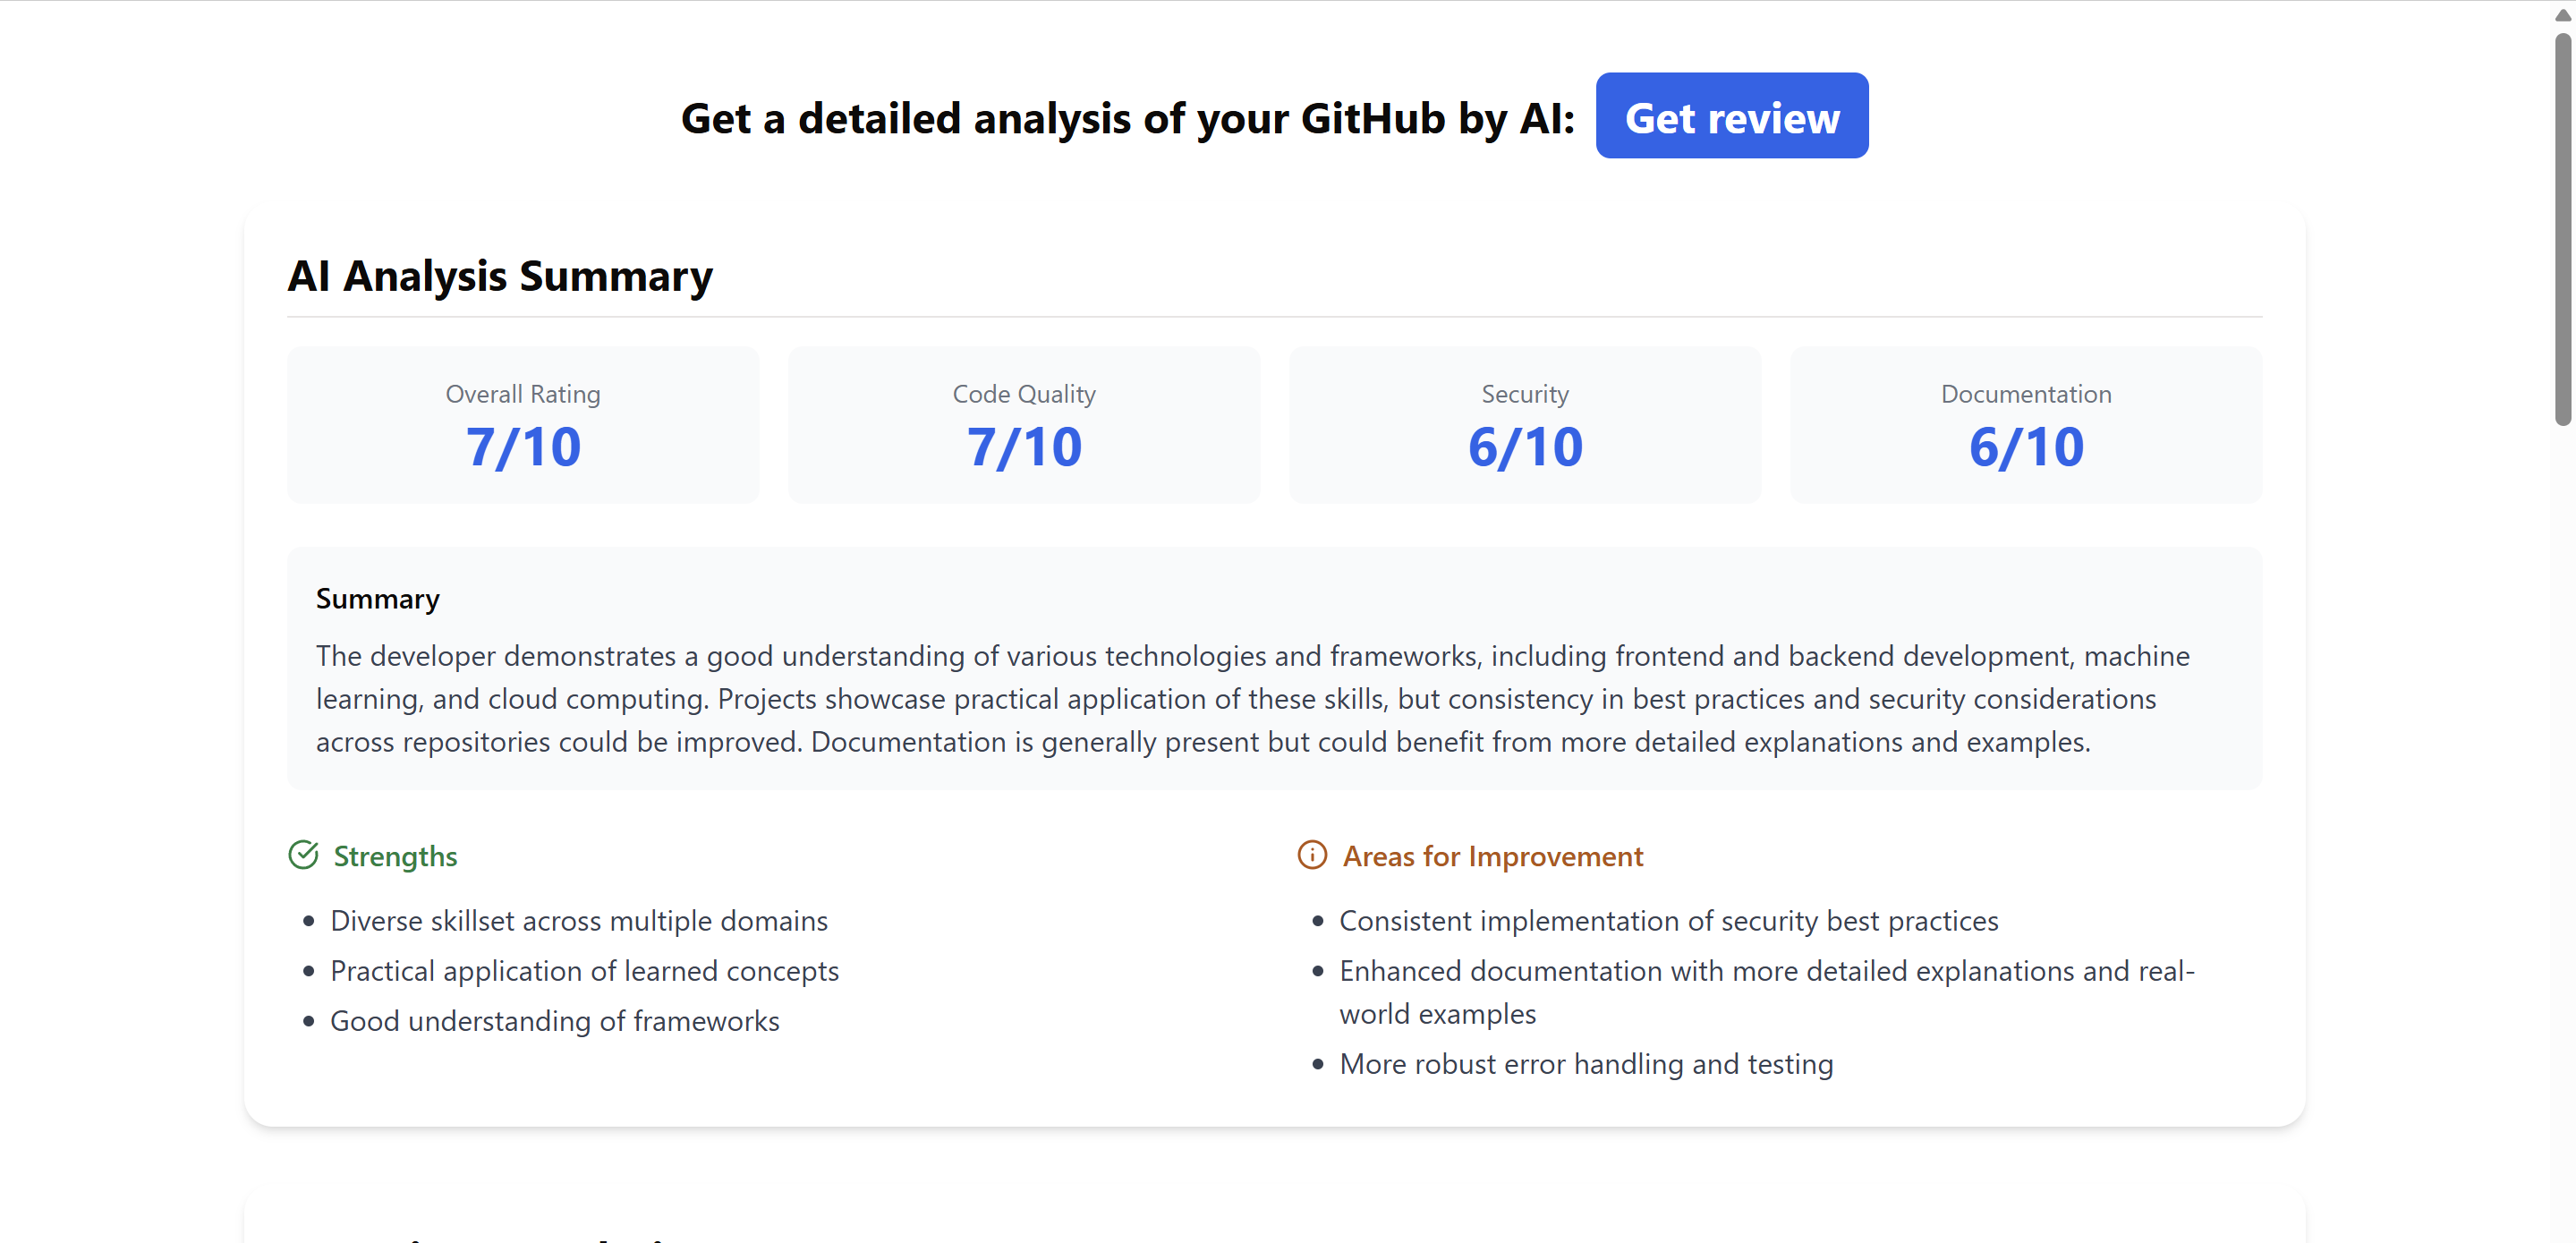 Get a detailed analysis of your GitHub by AI: Get review
AI Analysis Summary
Overall Rating
7/10
Code Quality
7/10
Security
6/10
Documentation
6/10
Summary
The developer demonstrates a good understanding of various technologies and frameworks, including frontend and backend development, machine
learning, and cloud computing. Projects showcase practical application of these skills, but consistency in best practices and security considerations
across repositories could be improved. Documentation is generally present but could benefit from more detailed explanations and examples.
Strengths
Diverse skillset across multiple domains
Practical application of learned concepts
Good understanding of frameworks
Areas for Improvement
Consistent implementation of security best practices
Enhanced documentation with more detailed explanations and real-
world examples
More robust error handling and testing